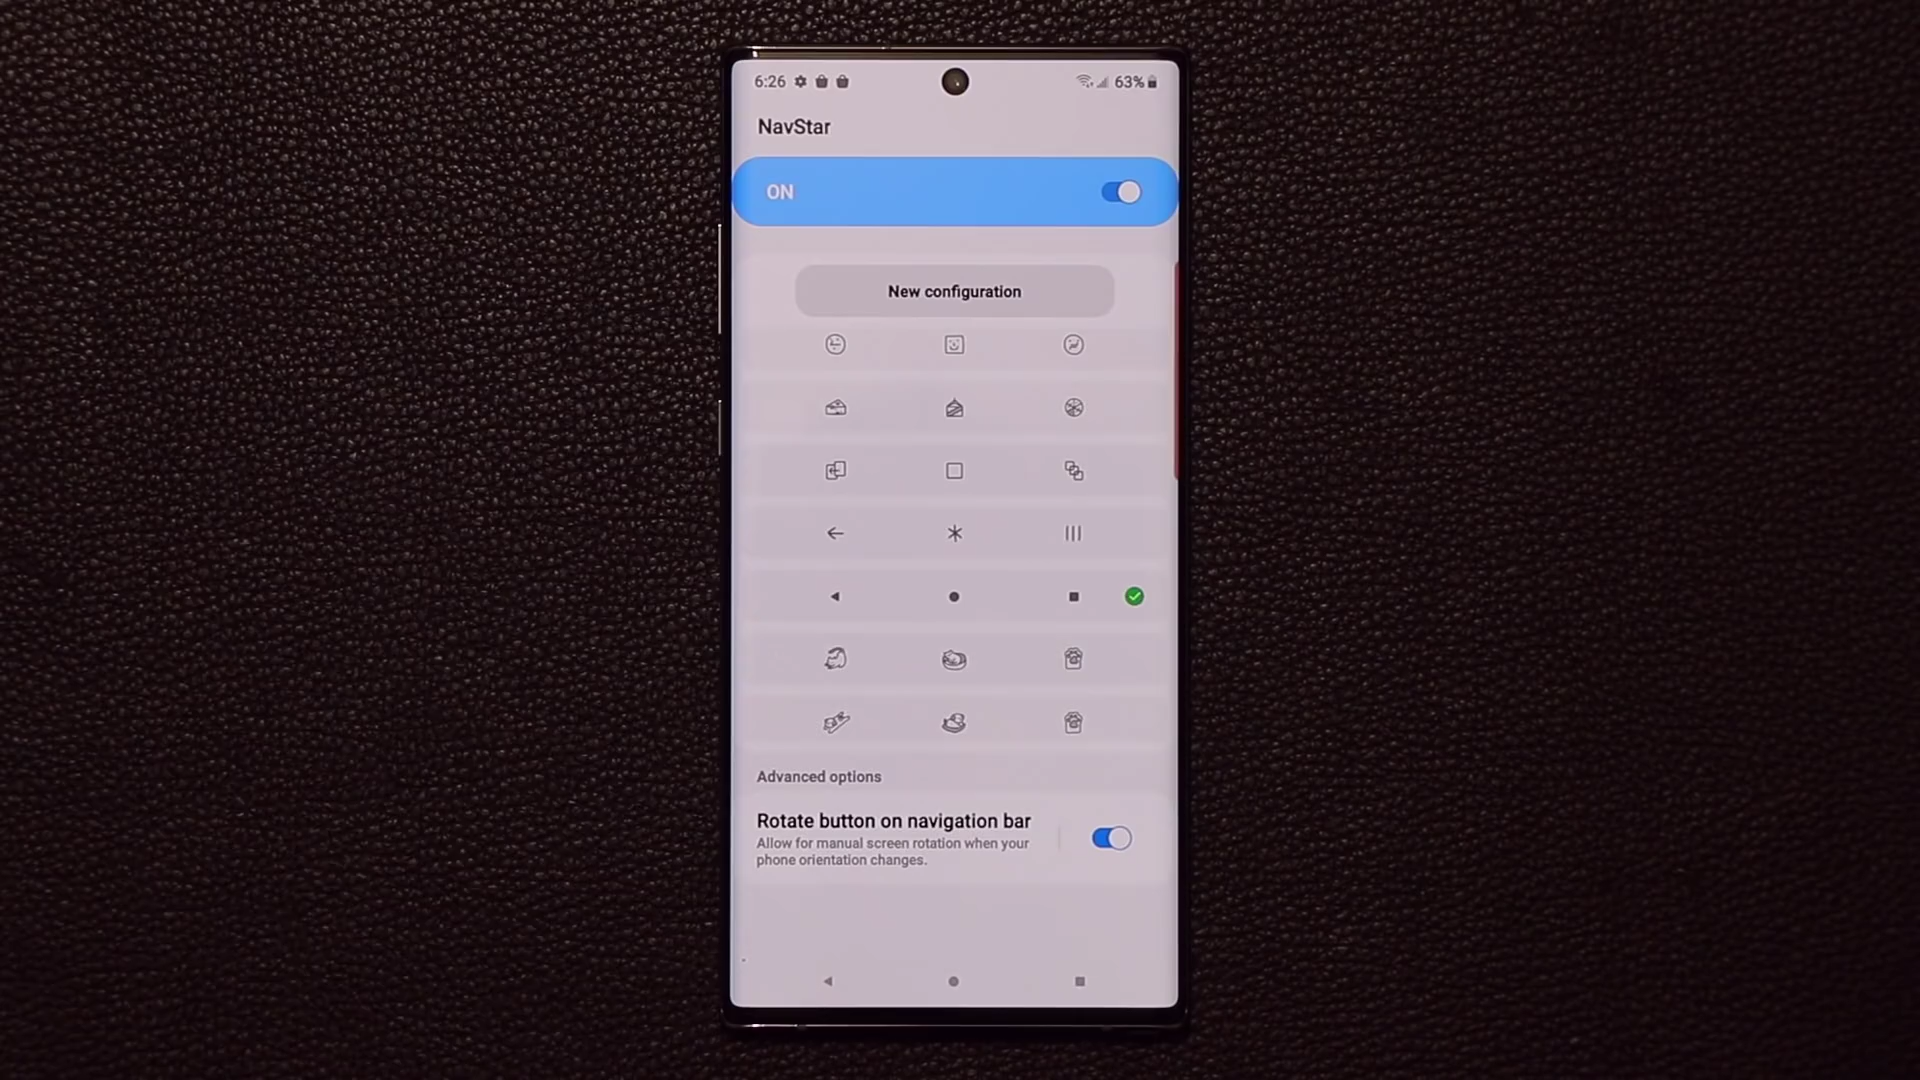 6:26 63%
NavStar
ON
New configuration
Advanced options
Rotate button on navigation bar
Allow for manual screen rotation when your
phone orientation changes.